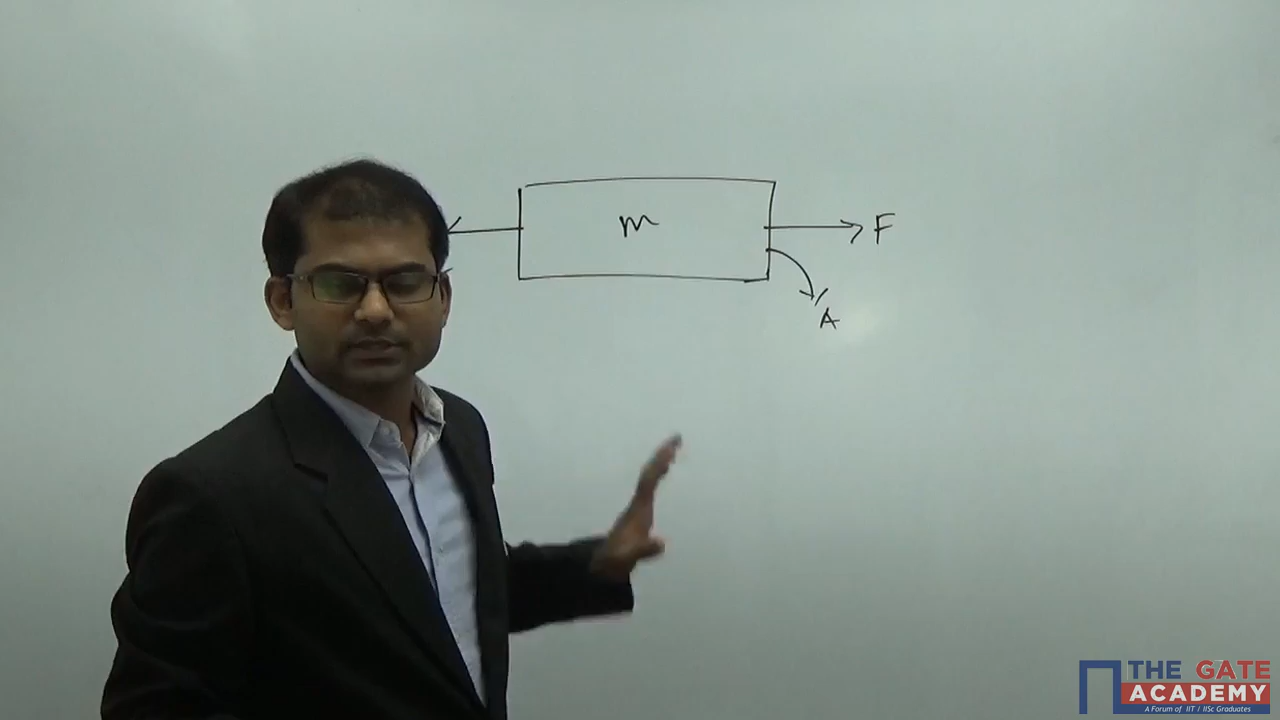 m
F
A
THE GATE
ACADEMY
A Forum of IIT / IISc Graduates